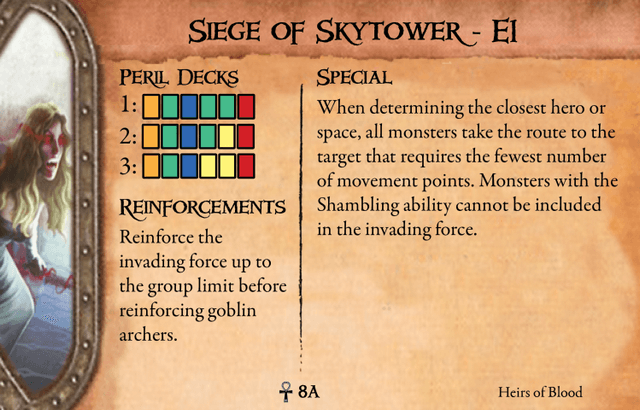 Siege of Skytower - E1
Peril Decks
1:
2:
3:
Reinforcements
Reinforce the
invading force up to
the group limit before
reinforcing goblin
archers.
Special
When determining the closest hero or
space, all monsters take the route to the
target that requires the fewest number
of movement points. Monsters with the
Shambling ability cannot be included
in the invading force.
8A
Heirs of Blood